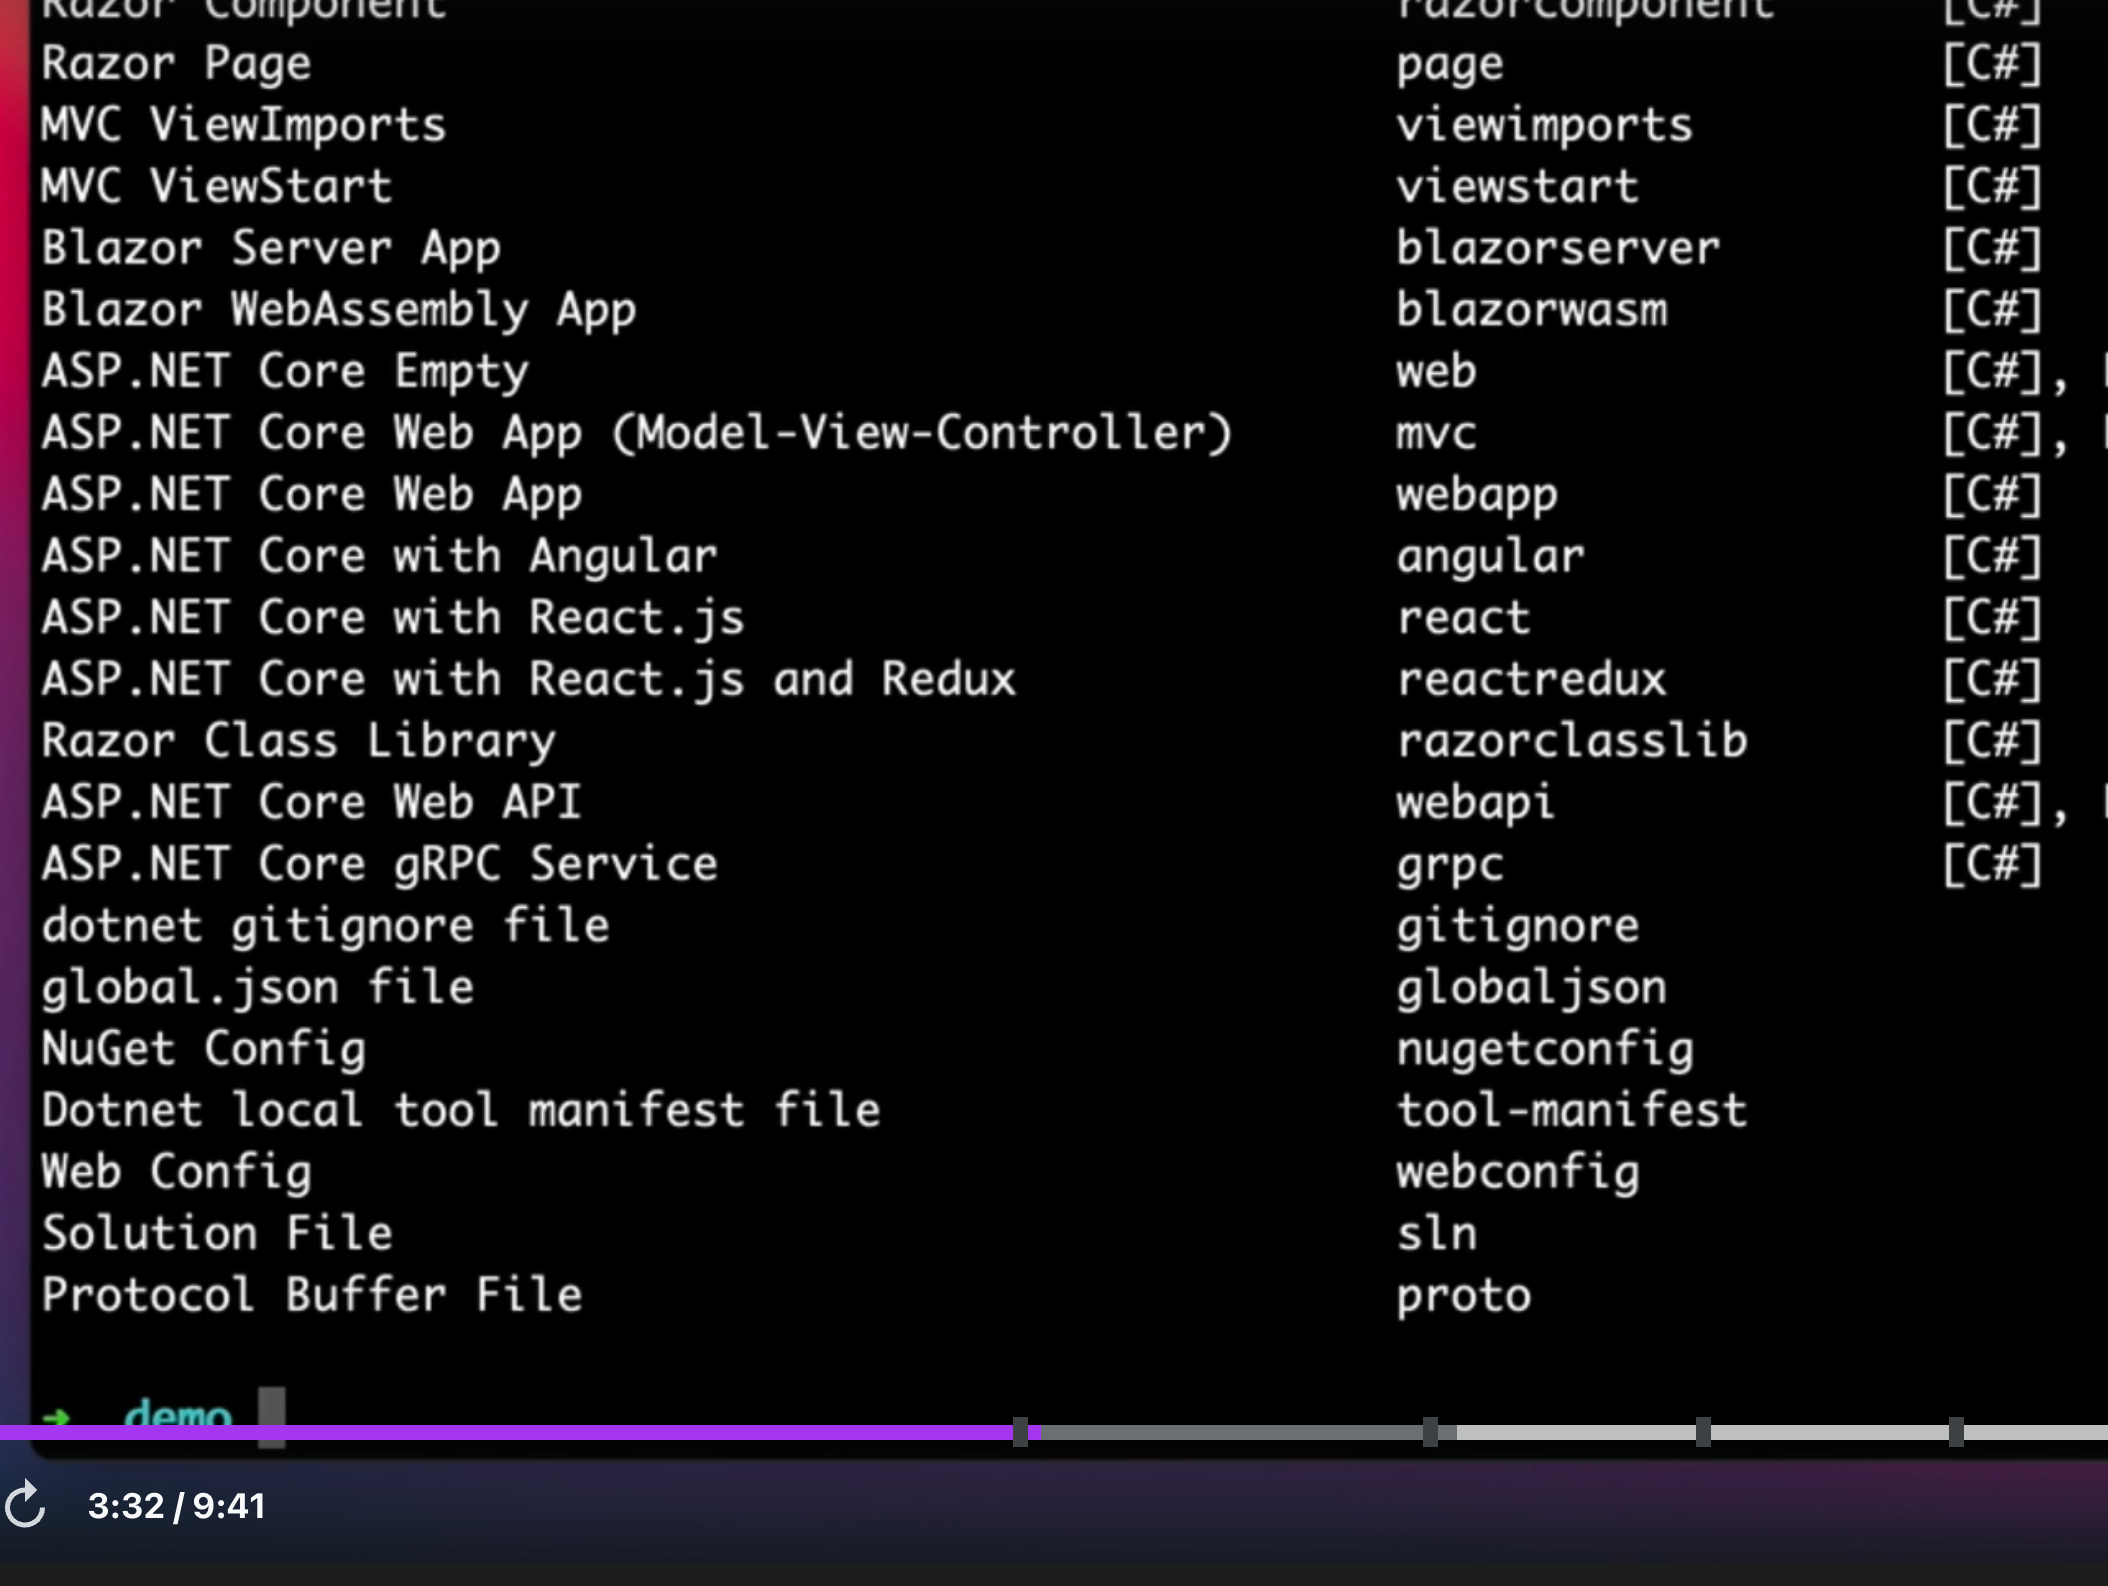 Razor Component razorcomponent [C#]
Razor Page page [C#]
MVC ViewImports viewimports [C#]
MVC ViewStart viewstart [C#]
Blazor Server App blazorserver [C#]
Blazor WebAssembly App blazorwasm [C#]
ASP.NET Core Empty web [C#],
ASP.NET Core Web App (Model-View-Controller) mvc [C#],
ASP.NET Core Web App webapp [C#]
ASP.NET Core with Angular angular [C#]
ASP.NET Core with React.js react [C#]
ASP.NET Core with React.js and Redux reactredux [C#]
Razor Class Library razorclasslib [C#]
ASP.NET Core Web API webapi [C#],
ASP.NET Core gRPC Service grpc [C#]
dotnet gitignore file gitignore
global.json file globaljson
NuGet Config nugetconfig
Dotnet local tool manifest file tool-manifest
Web Config webconfig
Solution File sln
Protocol Buffer File proto
➜ demo
3:32 / 9:41